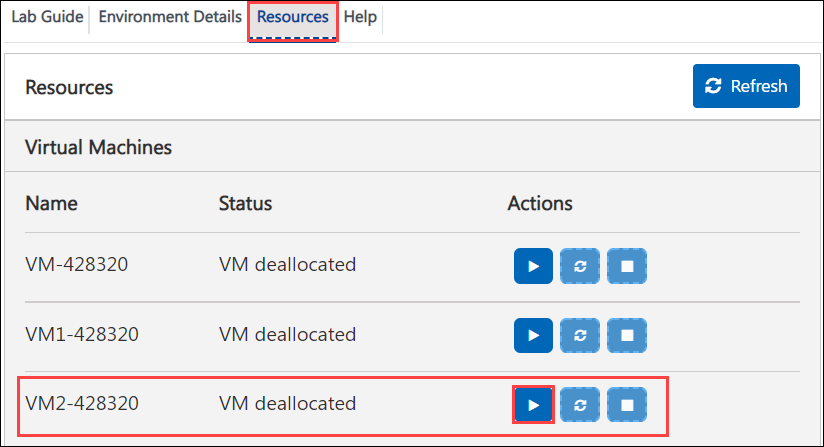 Lab Guide Environment Details Resources Help
Resources Refresh
Virtual Machines
Name Status Actions
VM-428320 VM deallocated
VM1-428320 VM deallocated
VM2-428320 VM deallocated